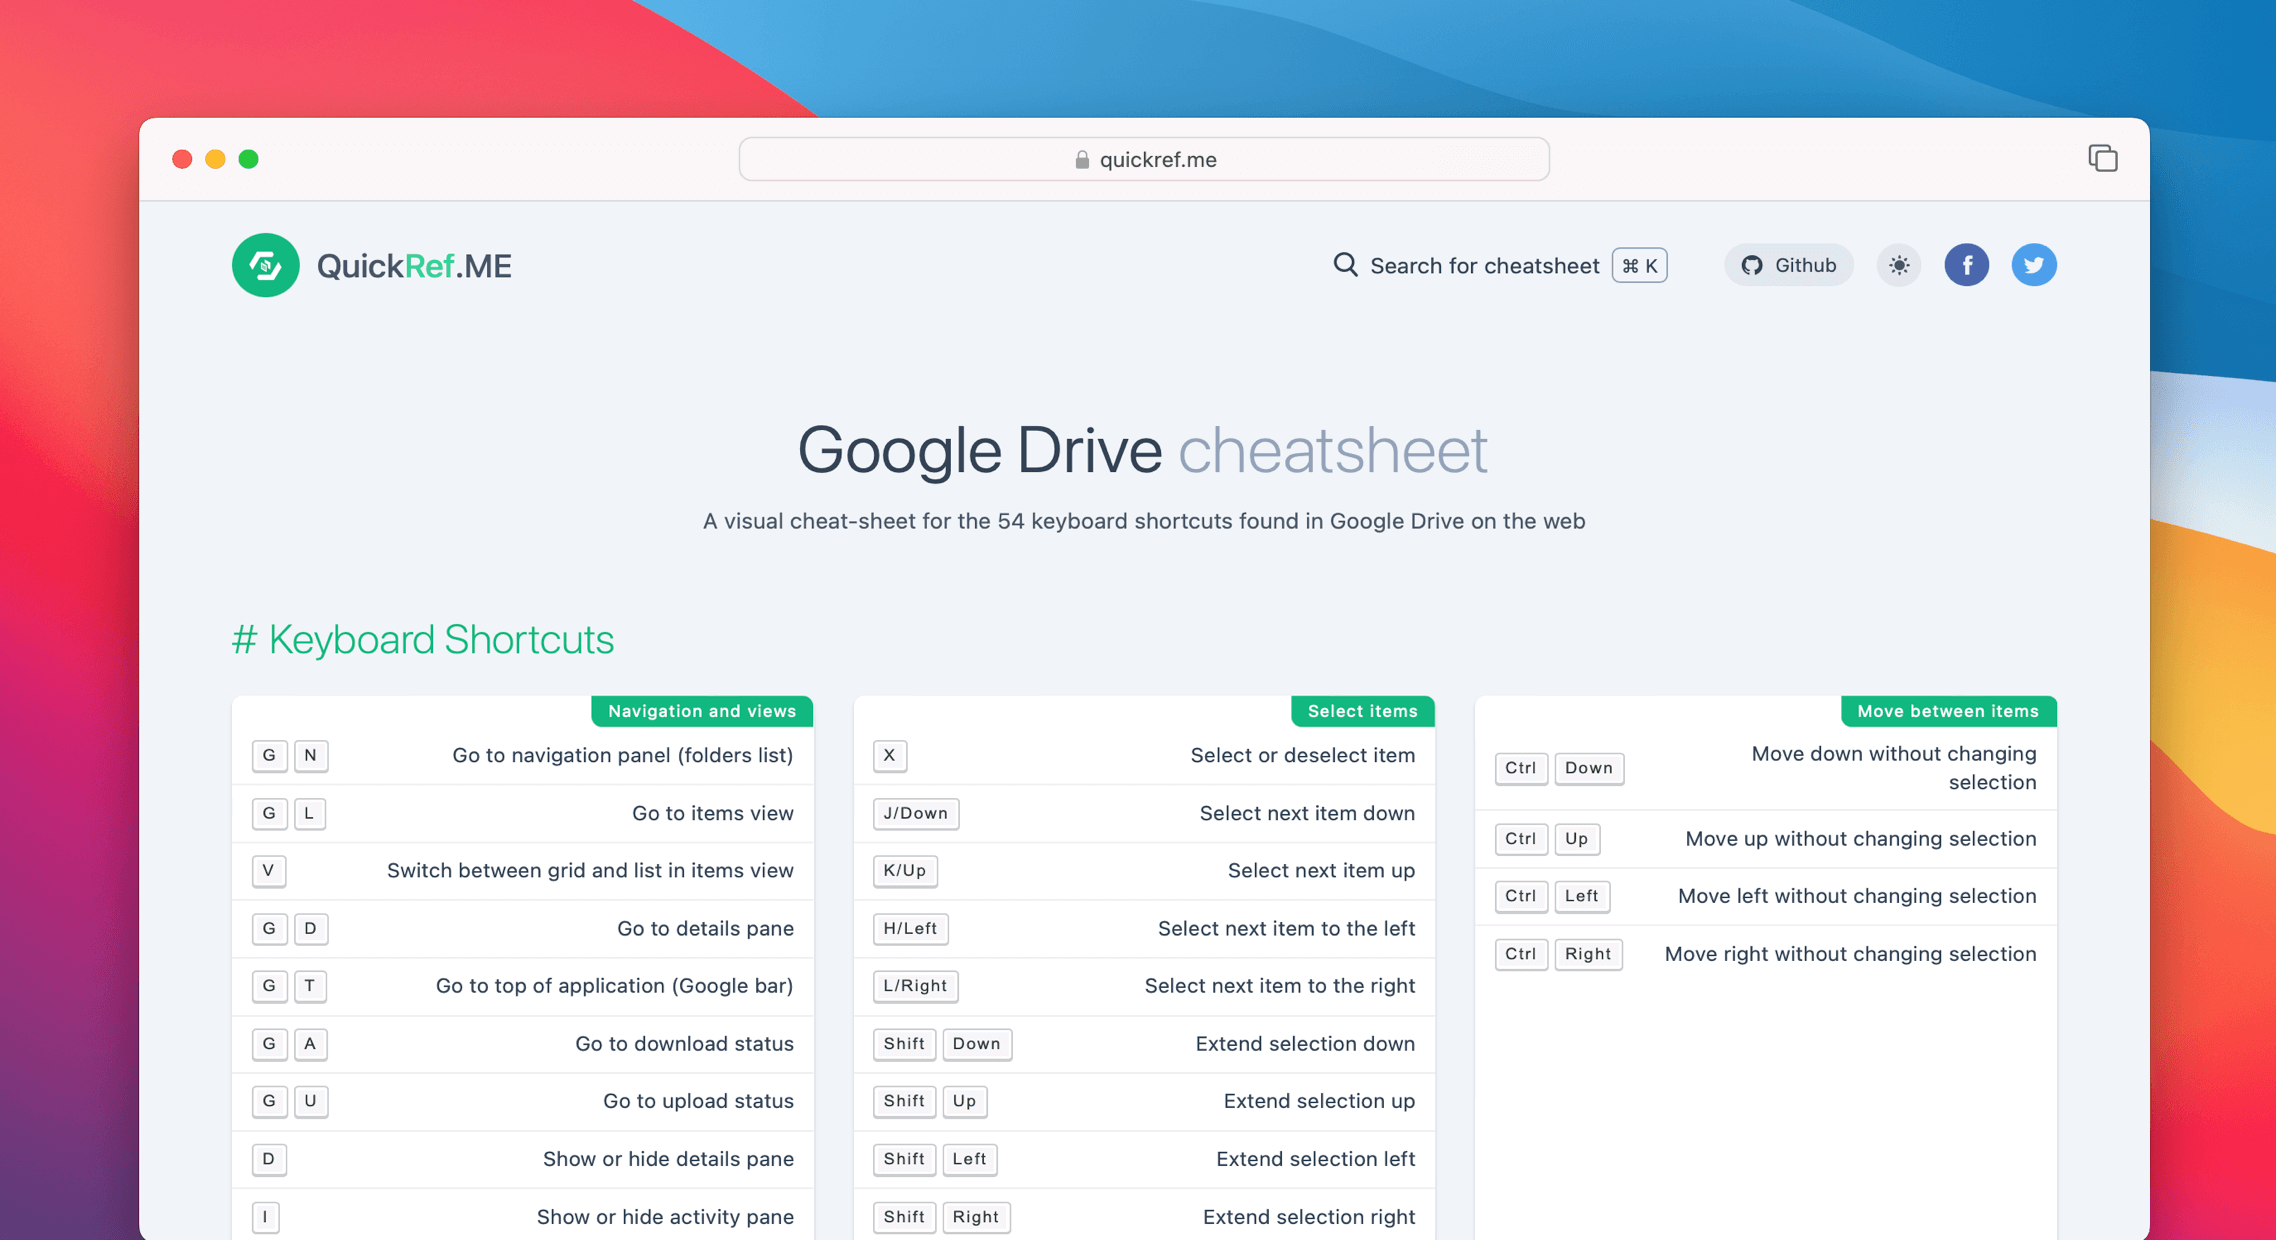 quickref.me
QuickRef.ME
Search for cheatsheet ⌘ K
Github
Google Drive cheatsheet
A visual cheat-sheet for the 54 keyboard shortcuts found in Google Drive on the web
# Keyboard Shortcuts
Navigation and views
G N Go to navigation panel (folders list)
G L Go to items view
V Switch between grid and list in items view
G D Go to details pane
G T Go to top of application (Google bar)
G A Go to download status
G U Go to upload status
D Show or hide details pane
I Show or hide activity pane
Select items
X Select or deselect item
J/Down Select next item down
K/Up Select next item up
H/Left Select next item to the left
L/Right Select next item to the right
Shift Down Extend selection down
Shift Up Extend selection up
Shift Left Extend selection left
Shift Right Extend selection right
Move between items
Ctrl Down Move down without changing
selection
Ctrl Up Move up without changing selection
Ctrl Left Move left without changing selection
Ctrl Right Move right without changing selection